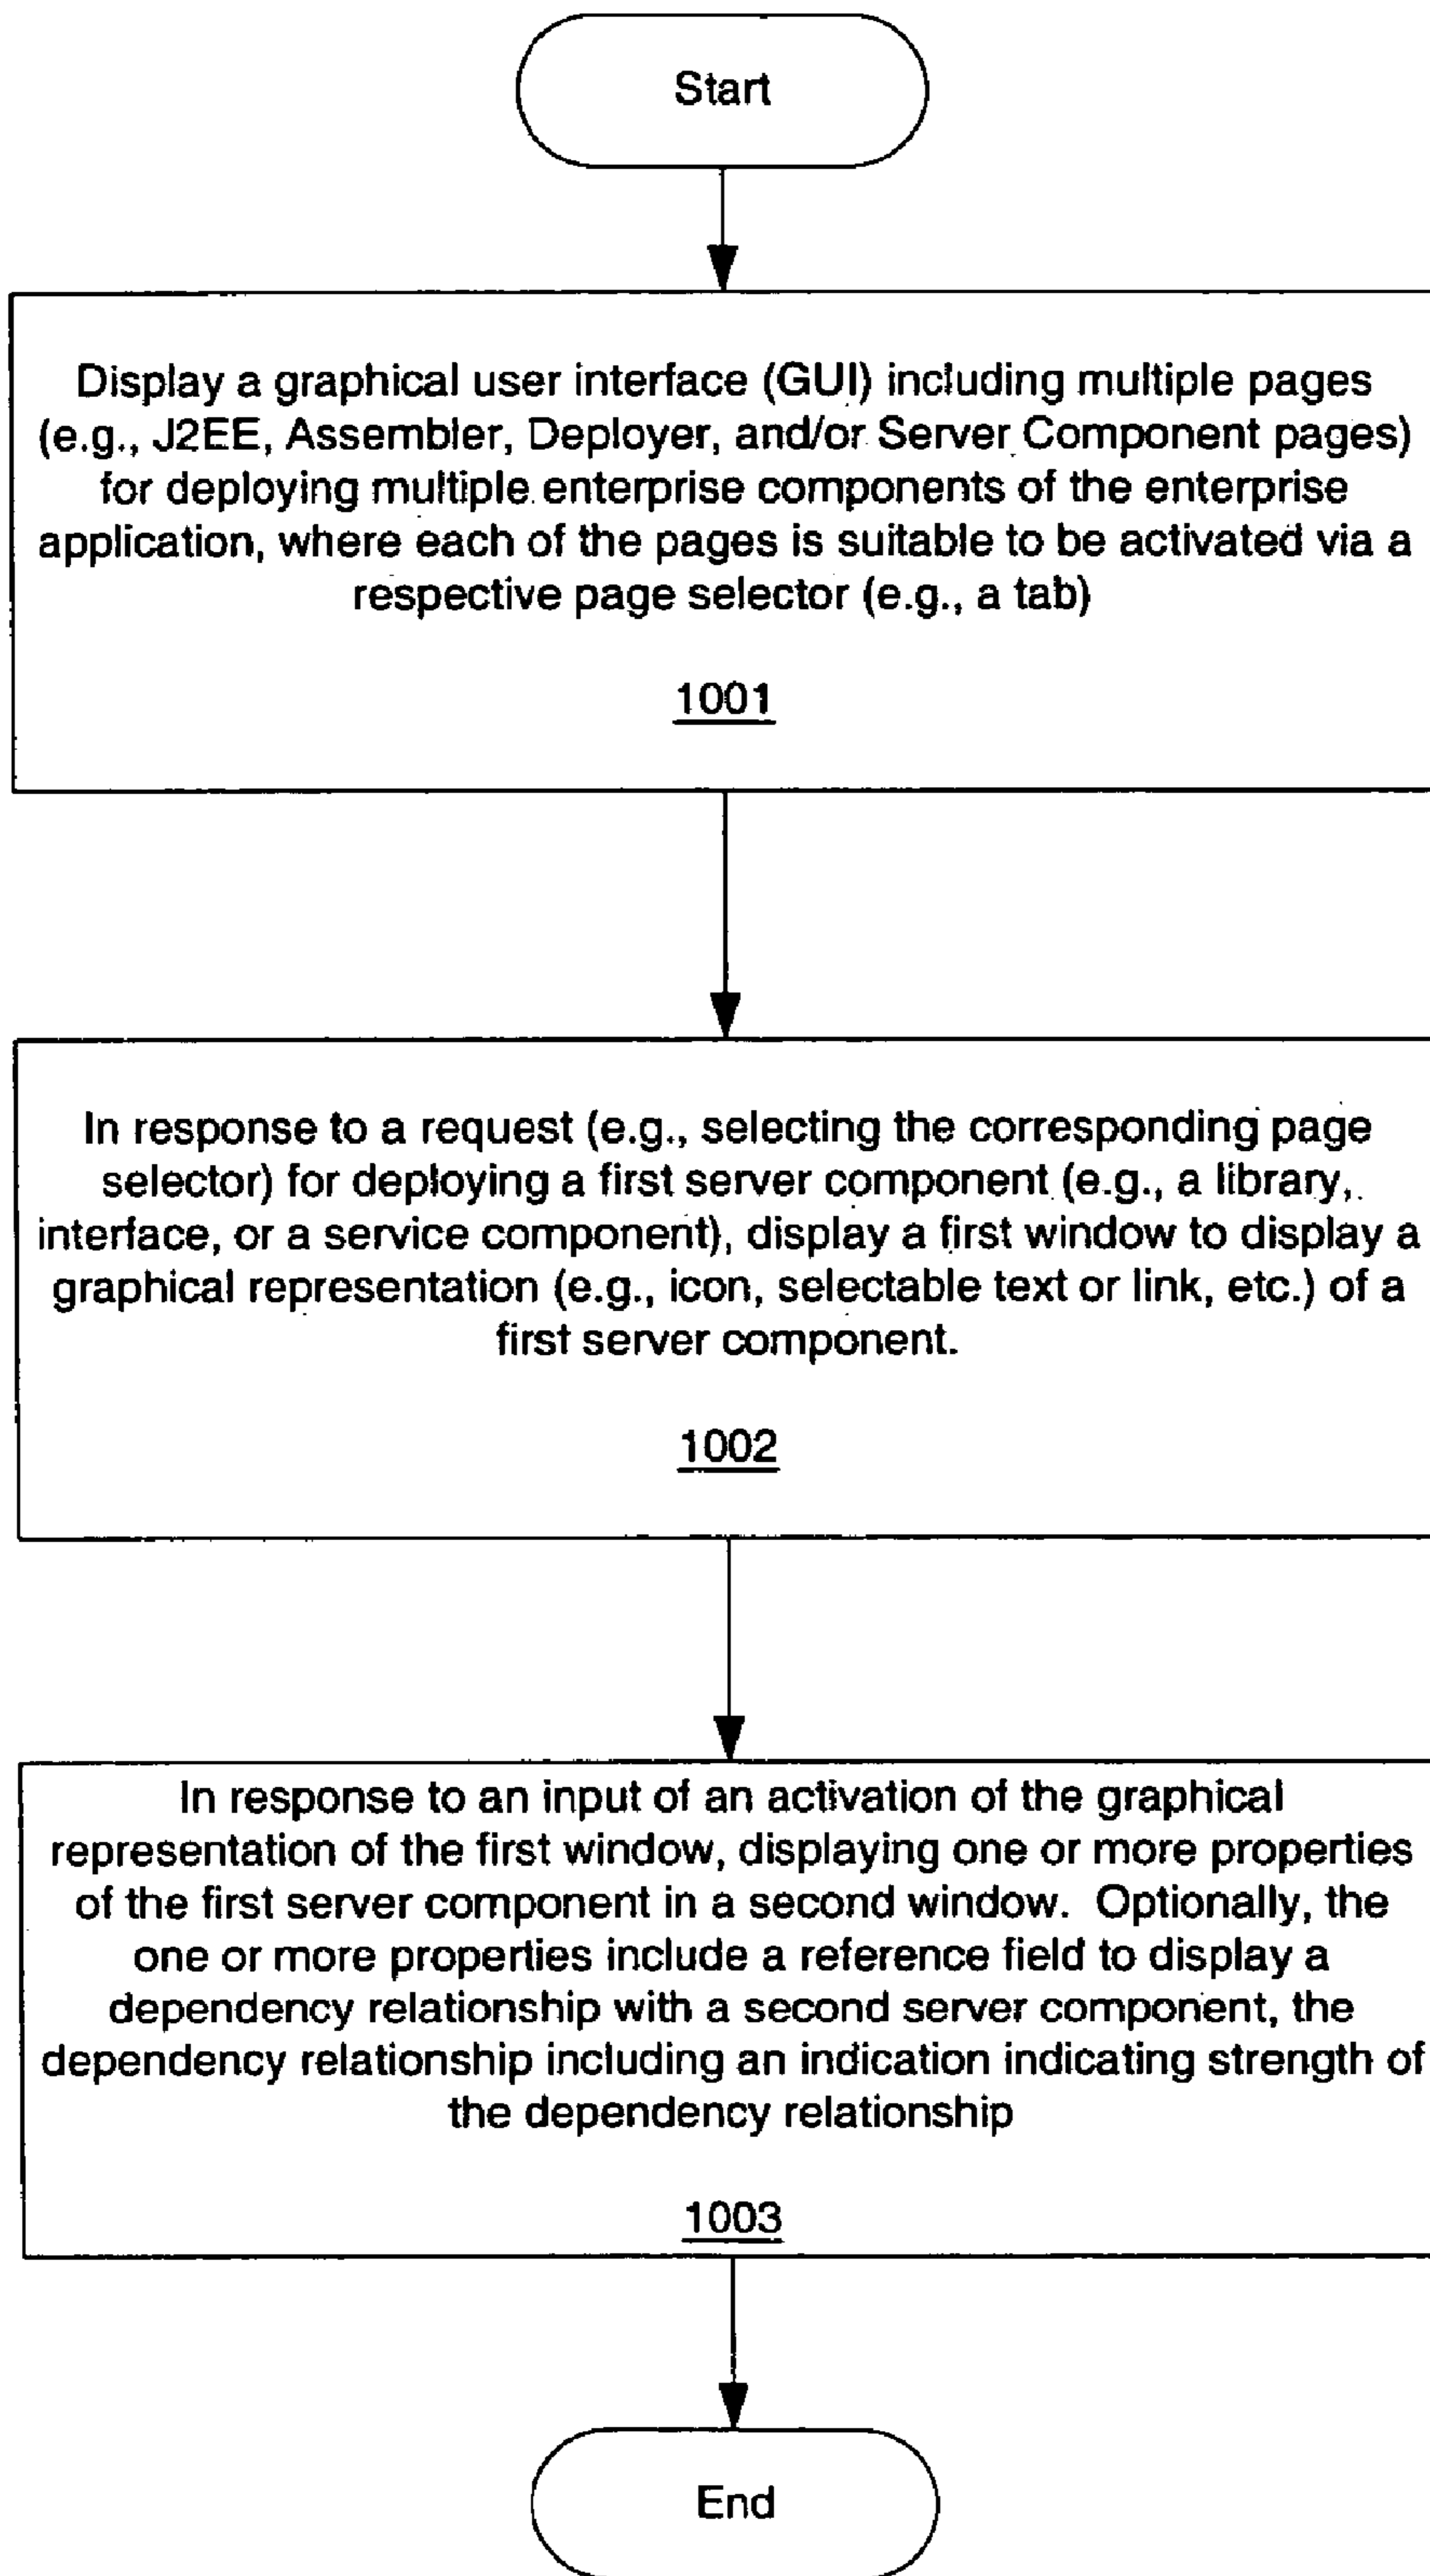 Start
Display a graphical user interface (GUI) including multiple pages
(e.g., J2EE, Assembler, Deployer, and/or Server Component pages)
for deploying multiple enterprise components of the enterprise
application, where each of the pages is suitable to be activated via a
respective page selector (e.g., a tab)
1001
In response to a request (e.g., selecting the corresponding page
selector) for deploying a first server component (e.g., a library,
interface, or a service component), display a first window to display a
graphical representation (e.g., icon, selectable text or link, etc.) of a
first server component.
1002
In response to an input of an activation of the graphical
representation of the first window, displaying one or more properties
of the first server component in a second window. Optionally, the
one or more properties include a reference field to display a
dependency relationship with a second server component, the
dependency relationship including an indication indicating strength of
the dependency relationship
1003
End